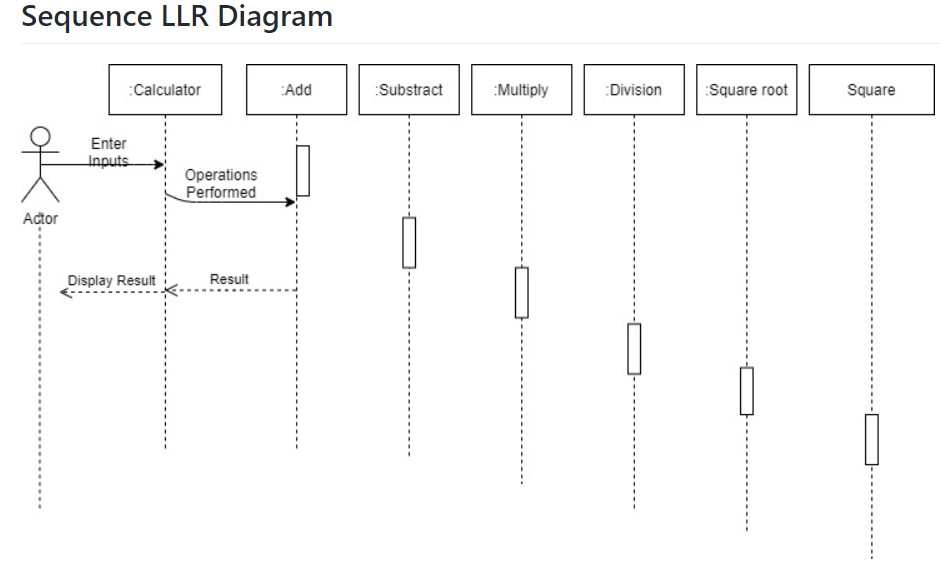 Sequence LLR Diagram
:Calculator
:Add
:Substract
:Multiply
:Division
:Square root
Square
Enter
Inputs
Operations
Performed
Actor
Display Result
Result